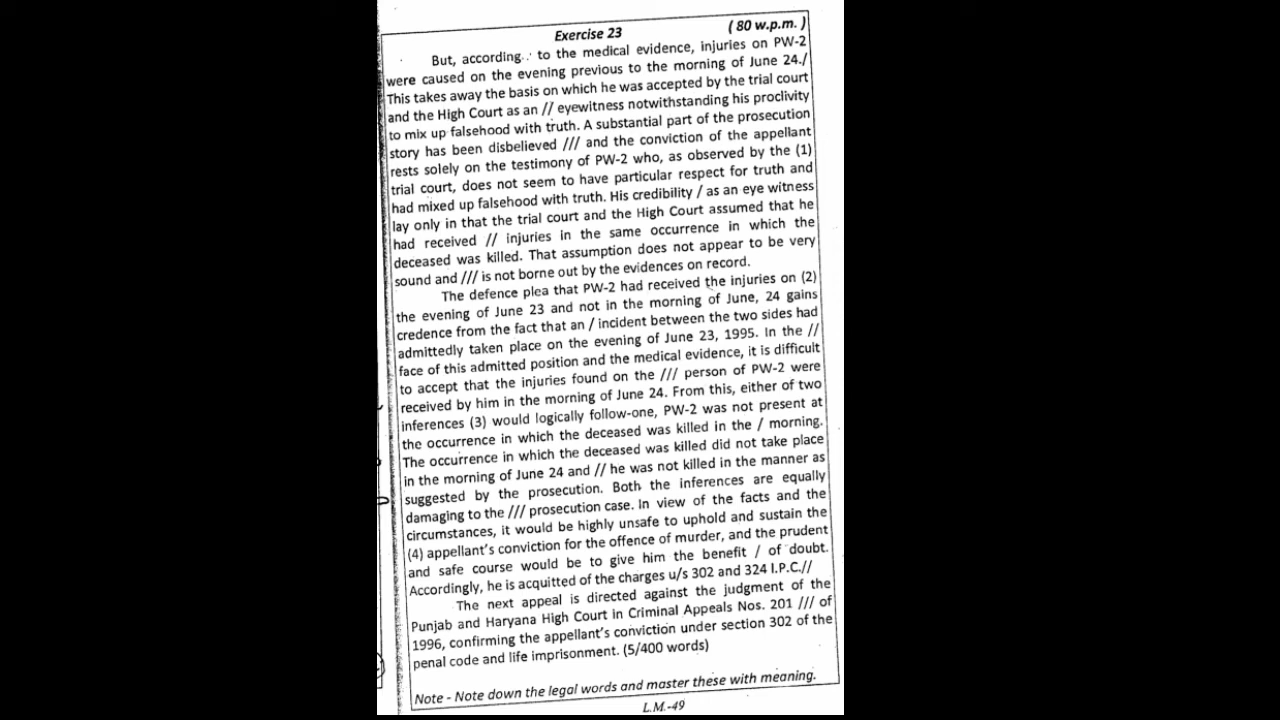 Exercise 23 ( 80 w.p.m. )
But, according. . to the medical evidence, injuries on PW-2
were caused on the evening previous to the morning of June 24./
This takes away the basis on which he was accepted by the trial court
and the High Court as an // eyewitness notwithstanding his proclivity
to mix up falsehood with truth. A substantial part of the prosecution
story has been disbelieved /// and the conviction of the appellant
rests solely on the testimony of PW-2 who, as observed by the (1)
trial court, does not seem to have particular respect for truth and
had mixed up falsehood with truth. His credibility / as an eye witness
lay only in that the trial court and the High Court assumed that he
had received // injuries in the same occurrence in which the
deceased was killed. That assumption does not appear to be very
sound and /// is not borne out by the evidences on record.
The defence plea that PW-2 had received the injuries on (2)
the evening of June 23 and not in the morning of June, 24 gains
credence from the fact that an / incident between the two sides had
admittedly taken place on the evening of June 23, 1995. In the //
face of this admitted position and the medical evidence, it is difficult
to accept that the injuries found on the /// person of PW-2 were
received by him in the morning of June 24. From this, either of two
inferences (3) would logically follow-one, PW-2 was not present at
the occurrence in which the deceased was killed in the / morning.
The occurrence in which the deceased was killed did not take place
in the morning of June 24 and // he was not killed in the manner as
suggested by the prosecution. Both the inferences are equally
damaging to the /// prosecution case. In view of the facts and the
circumstances, it would be highly unsafe to uphold and sustain the
(4) appellant's conviction for the offence of murder, and the prudent
and safe course would be to give him the benefit / of doubt.
Accordingly, he is acquitted of the charges u/s 302 and 324 I.P.C.//
The next appeal is directed against the judgment of the
Punjab and Haryana High Court in Criminal Appeals Nos. 201 /// of
1996, confirming the appellant's conviction under section 302 of the
penal code and life imprisonment. (5/400 words)
Note - Note down the legal words and master these with meaning.
L.M.-49